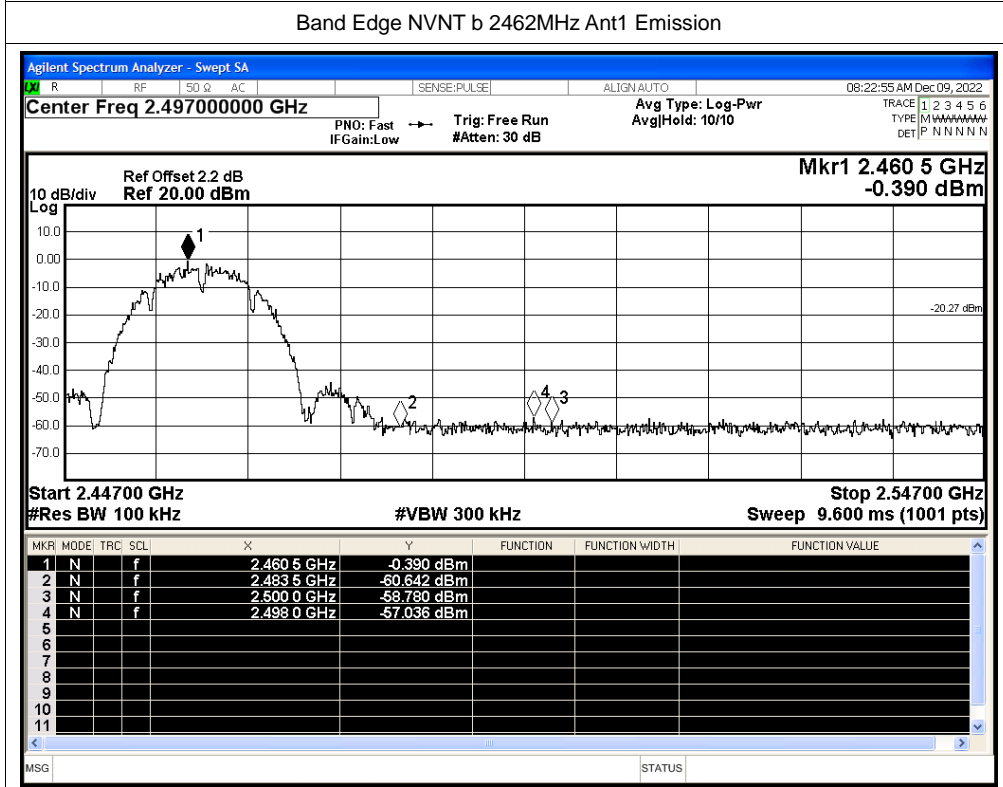 Band Edge NVNT b 2462MHz Ant1 Emission
Agilent Spectrum Analyzer - Swept SA
LXI R RF 50 Ω AC SENSE:PULSE ALIGN AUTO 08:22:55 AM Dec 09, 2022
Center Freq 2.497000000 GHz
PNO: Fast
IFGain:Low
Trig: Free Run
#Atten: 30 dB
Avg Type: Log-Pwr
Avg|Hold: 10/10
TRACE 1 2 3 4 5 6
TYPE M
DET P N N N N N
Mkr1 2.460 5 GHz
-0.390 dBm
Ref Offset 2.2 dB
10 dB/div Ref 20.00 dBm
Log
10.0
0.00
-10.0
-20.0
-30.0
-40.0
-50.0
-60.0
-70.0
1
2
4
3
-20.27 dBm
Start 2.44700 GHz Stop 2.54700 GHz
#Res BW 100 kHz #VBW 300 kHz Sweep 9.600 ms (1001 pts)
MKR MODE TRC SCL X Y FUNCTION FUNCTION WIDTH FUNCTION VALUE
1 N f 2.460 5 GHz -0.390 dBm
2 N f 2.483 5 GHz -60.642 dBm
3 N f 2.500 0 GHz -58.780 dBm
4 N f 2.498 0 GHz -57.036 dBm
5
6
7
8
9
10
11
MSG STATUS